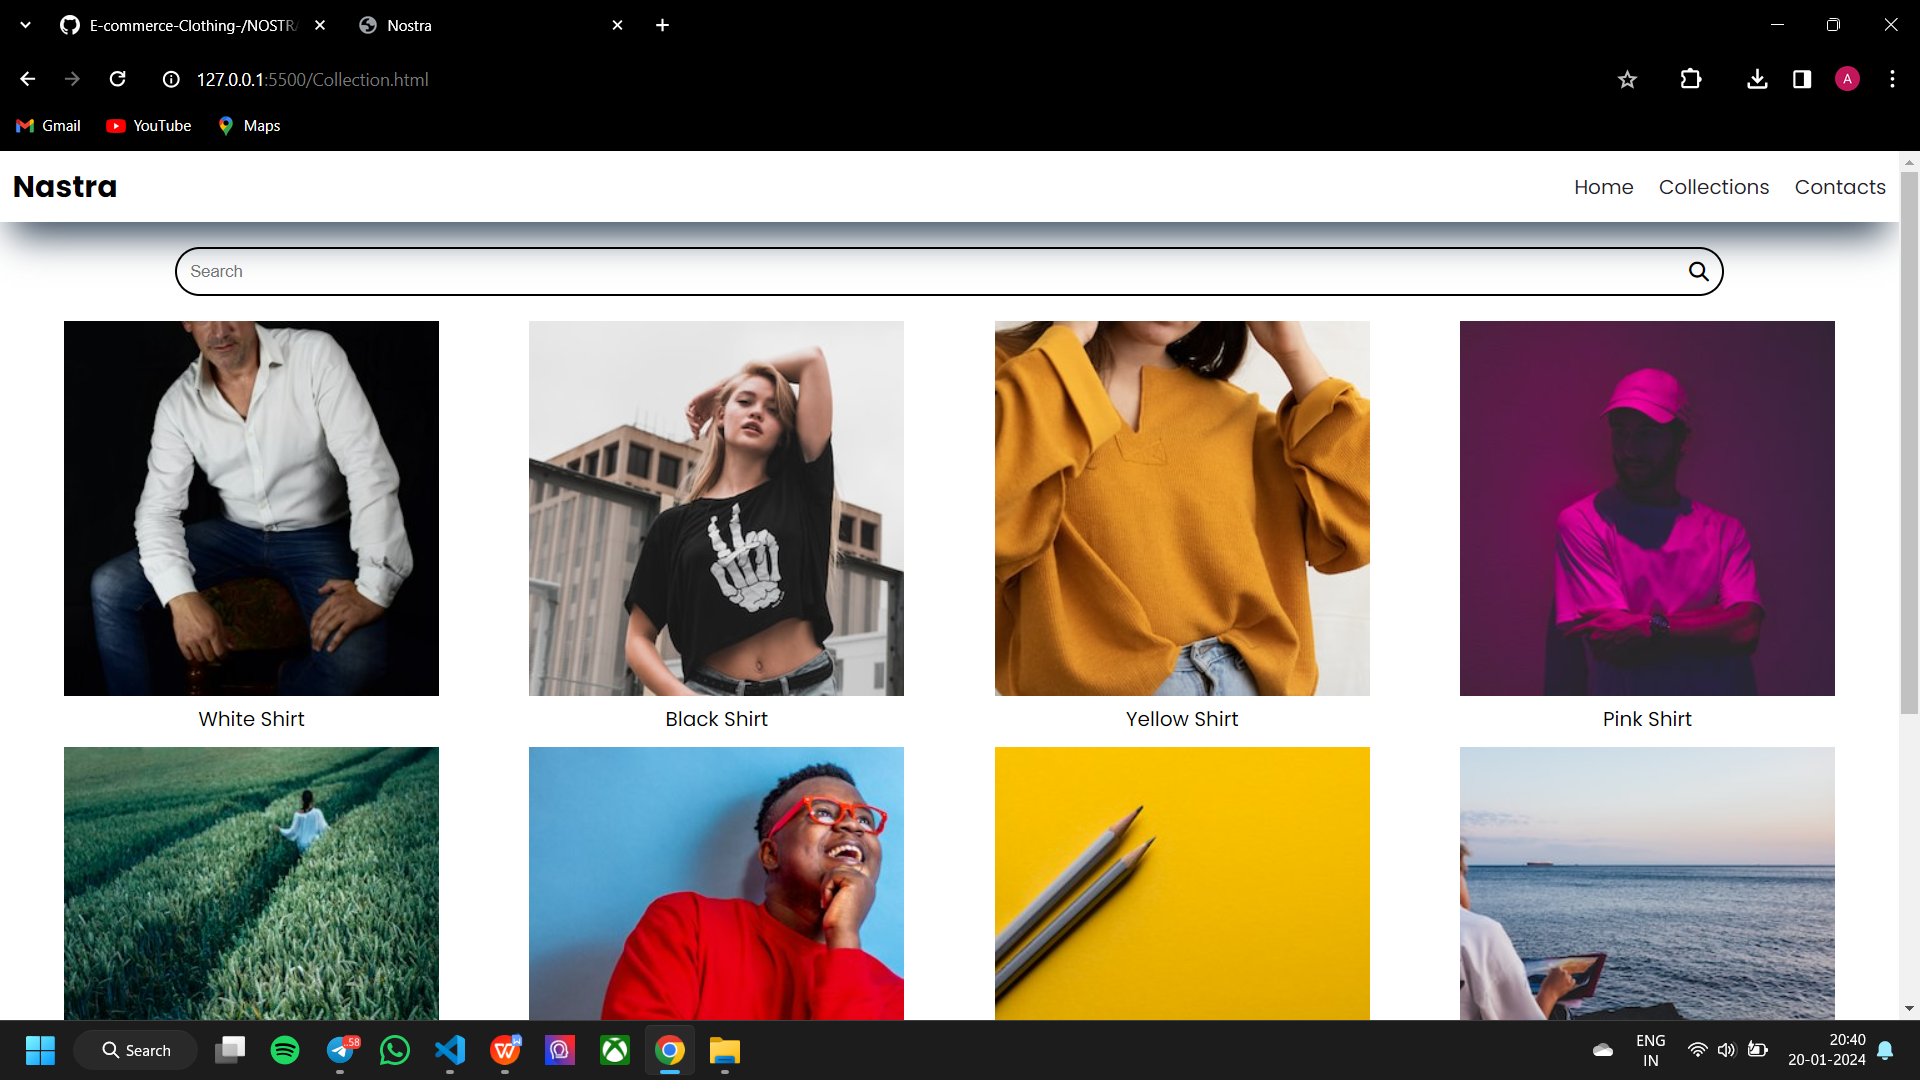 E-commerce-Clothing-/NOSTR
Nostra
127.0.0.1:5500/Collection.html
A
Gmail
YouTube
Maps
Nastra
Home
Collections
Contacts
Search
White Shirt
Black Shirt
Yellow Shirt
Pink Shirt
Search
58
W
ENG
IN
20:40
20-01-2024